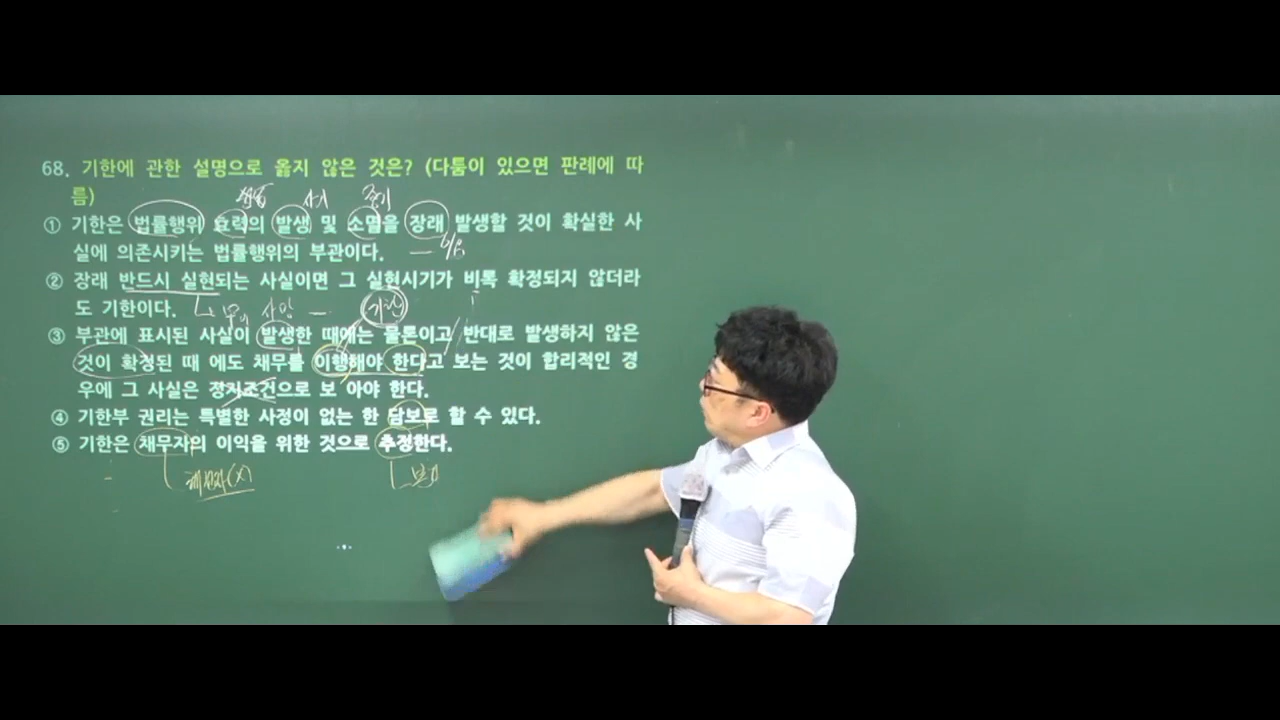 68. 기한에 관한 설명으로 옳지 않은 것은? (다툼이 있으면 판례에 따
름)
종기
① 기한은 법률행위 효력의 발생 및 소멸을 장래 발생할 것이 확실한 사
실에 의존시키는 법률행위의 부관이다.
② 장래 반드시 실현되는 사실이면 그 실현시기가 비록 확정되지 않더라
도 기한이다.
기한
③ 부관에 표시된 사실이 발생한 때에는 물론이고 반대로 발생하지 않은
것이 확정된 때 에도 채무를 이행해야 한다고 보는 것이 합리적인 경
우에 그 사실은 정지조건으로 보 아야 한다.
④ 기한부 권리는 특별한 사정이 없는 한 담보로 할 수 있다.
⑤ 기한은 채무자의 이익을 위한 것으로 추정한다.